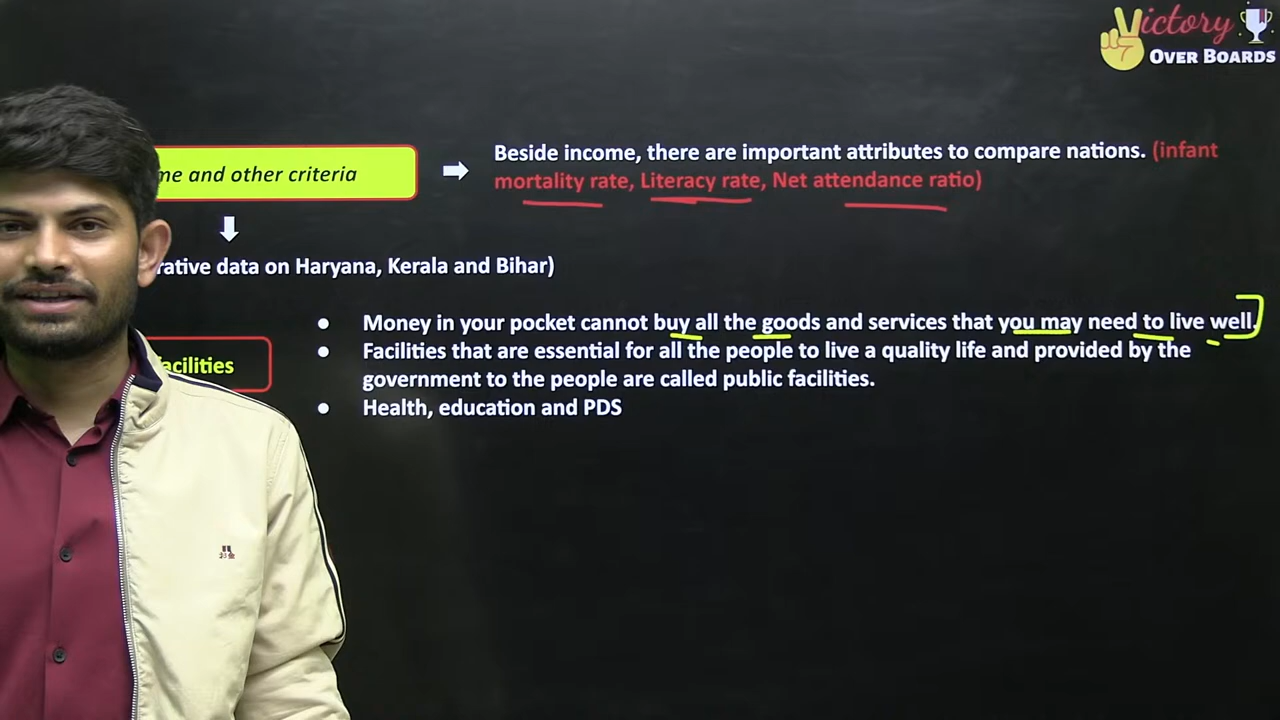 Victory
OVER BOARDS
me and other criteria
Beside income, there are important attributes to compare nations. (infant
mortality rate, Literacy rate, Net attendance ratio)
rative data on Haryana, Kerala and Bihar)
acilities
• Money in your pocket cannot buy all the goods and services that you may need to live well.
• Facilities that are essential for all the people to live a quality life and provided by the
government to the people are called public facilities.
• Health, education and PDS